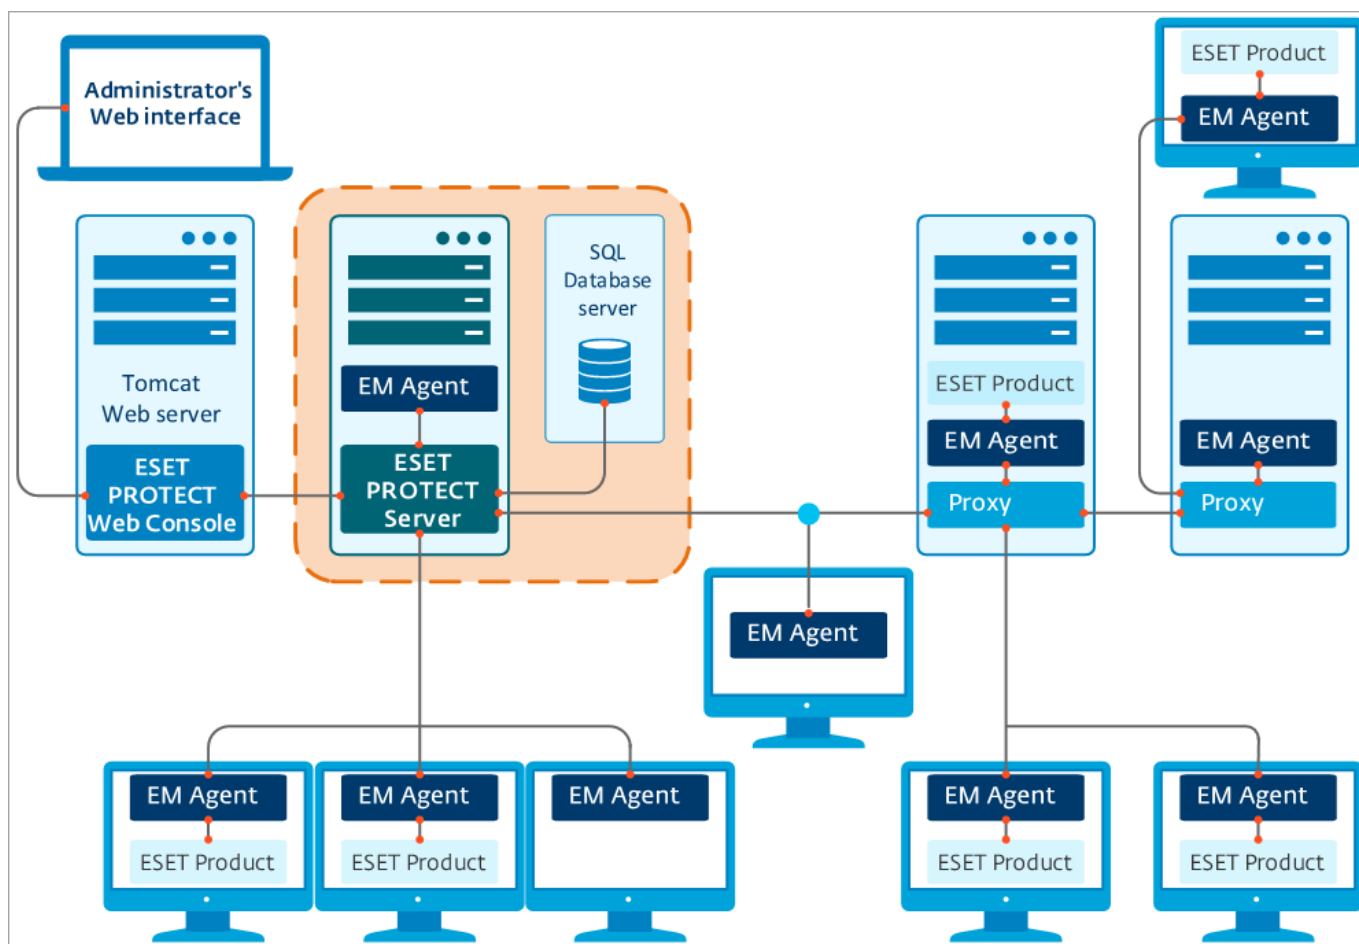 Administrator's
Web interface
ESET Product
EM Agent
Tomcat
Web server
ESET
PROTECT
Web Console
EM Agent
ESET
PROTECT
Server
SQL
Database
server
ESET Product
EM Agent
Proxy
EM Agent
Proxy
EM Agent
EM Agent
ESET Product
EM Agent
ESET Product
EM Agent
EM Agent
ESET Product
EM Agent
ESET Product